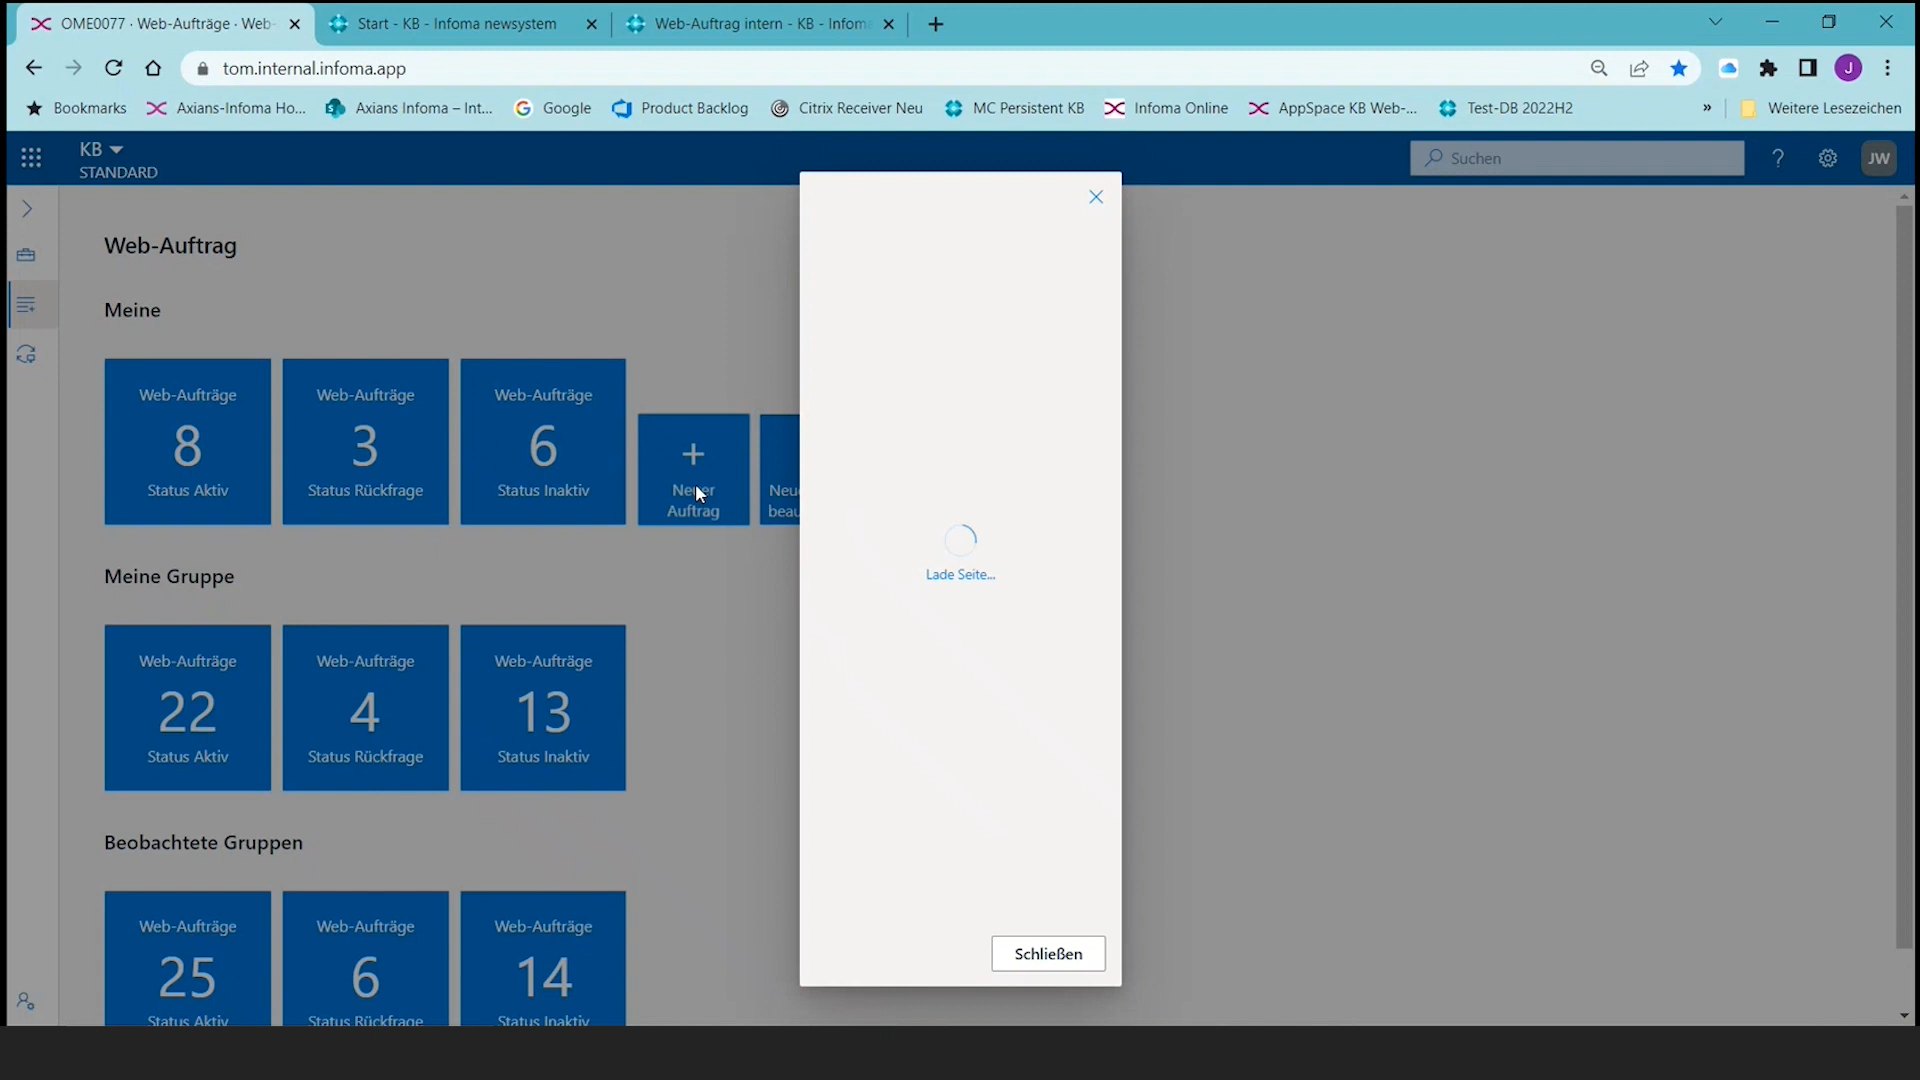 OME0077 · Web-Aufträge · Web-
Start - KB - Infoma newsystem
Web-Auftrag intern - KB - Infom
tom.internal.infoma.app
J
Bookmarks
Axians-Infoma Ho...
Axians Infoma – Int...
Google
Product Backlog
Citrix Receiver Neu
MC Persistent KB
Infoma Online
AppSpace KB Web-...
Test-DB 2022H2
»
Weitere Lesezeichen
KB
STANDARD
Suchen
?
JW
Web-Auftrag
Meine
Web-Aufträge
8
Status Aktiv
Web-Aufträge
3
Status Rückfrage
Web-Aufträge
6
Status Inaktiv
+
Neuer
Auftrag
Meine Gruppe
Web-Aufträge
22
Status Aktiv
Web-Aufträge
4
Status Rückfrage
Web-Aufträge
13
Status Inaktiv
Beobachtete Gruppen
Web-Aufträge
25
Status Aktiv
Web-Aufträge
6
Status Rückfrage
Web-Aufträge
14
Status Inaktiv
Lade Seite...
Schließen